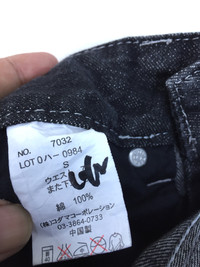 NO. 7032
LOT 0ハー 0984
S
ウエス
また下
綿 100%
(株)コダマコーポレーション
03-3864-0733
中国製